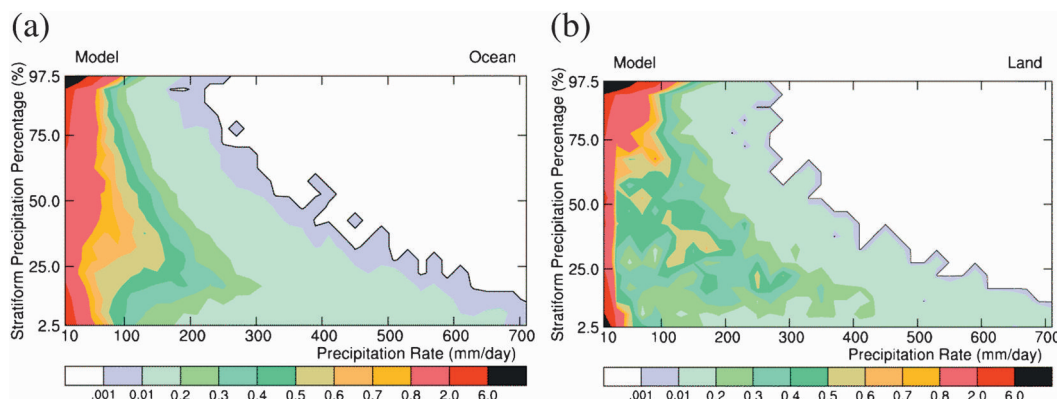 (a)
Model Ocean
Stratiform Precipitation Percentage (%)
97.5
75.0
50.0
25.0
2.5
10 100 200 300 400 500 600 700
Precipitation Rate (mm/day)
.001 0.01 0.2 0.3 0.4 0.5 0.6 0.7 0.8 2.0 6.0
(b)
Model Land
Stratiform Precipitation Percentage (%)
97.5
75.0
50.0
25.0
2.5
10 100 200 300 400 500 600 700
Precipitation Rate (mm/day)
.001 0.01 0.2 0.3 0.4 0.5 0.6 0.7 0.8 2.0 6.0